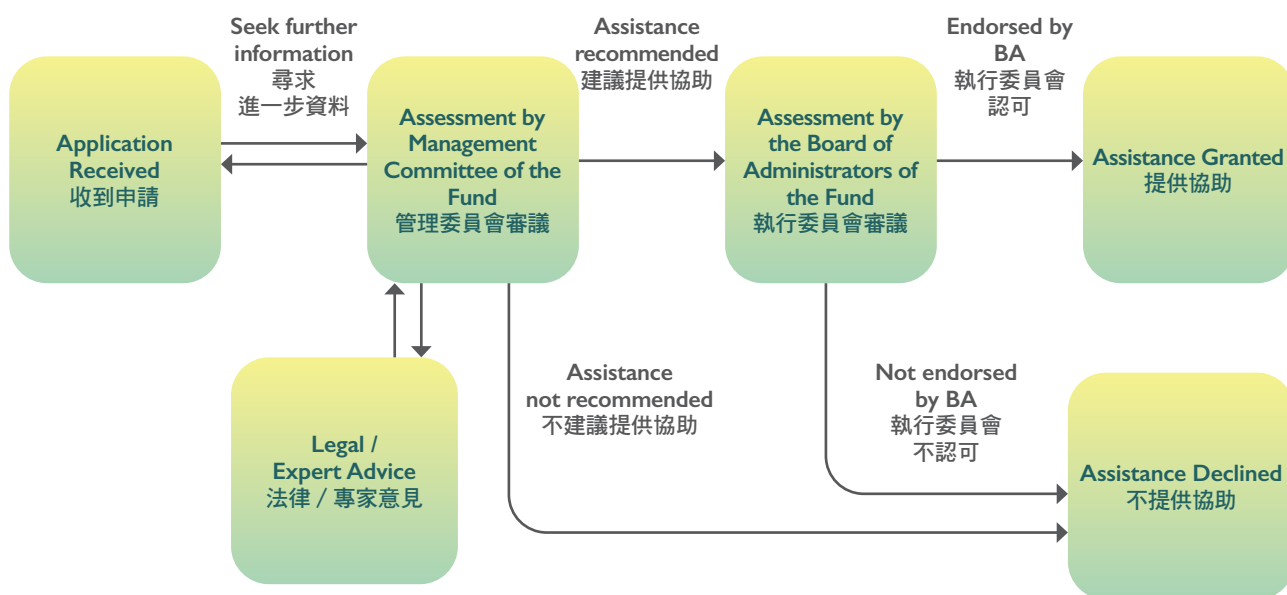 Seek further
information
尋求
進一步資料
Assistance
recommended
建議提供協助
Endorsed by
BA
執行委員會
認可
Application
Received
收到申請
Assessment by
Management
Committee of the
Fund
管理委員會審議
Assessment by
the Board of
Administrators of
the Fund
執行委員會審議
Assistance Granted
提供協助
Legal /
Expert Advice
法律 / 專家意見
Assistance
not recommended
不建議提供協助
Not endorsed
by BA
執行委員會
不認可
Assistance Declined
不提供協助